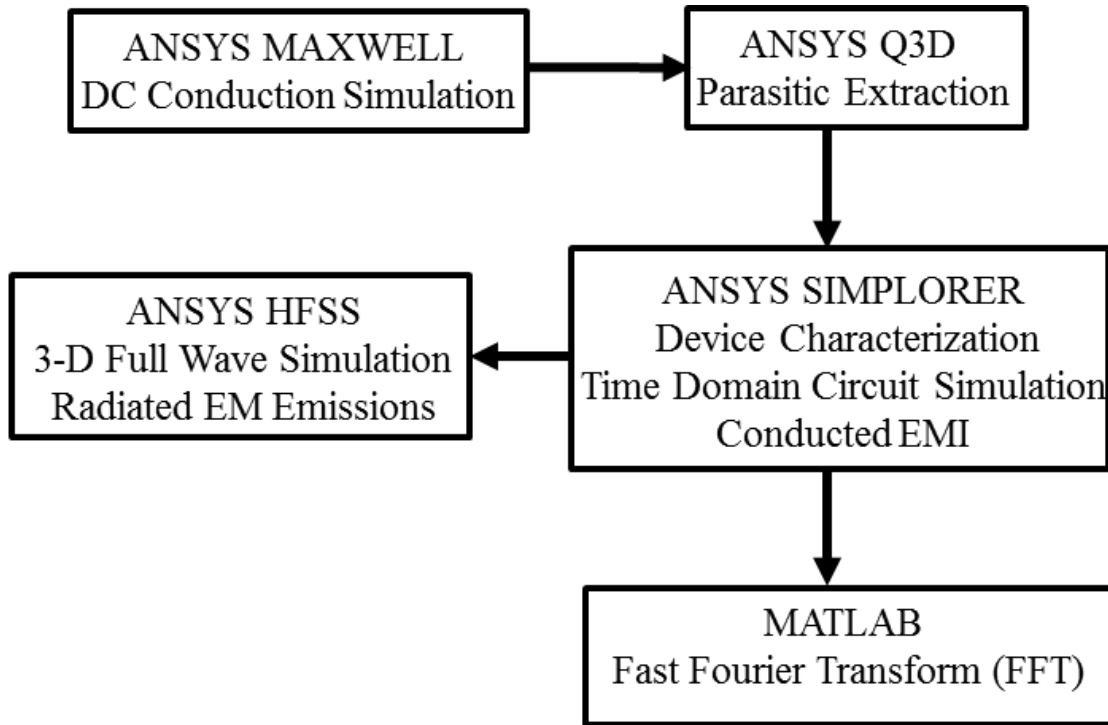 ANSYS MAXWELL
DC Conduction Simulation
ANSYS Q3D
Parasitic Extraction
ANSYS HFSS
3-D Full Wave Simulation
Radiated EM Emissions
ANSYS SIMPLORER
Device Characterization
Time Domain Circuit Simulation
Conducted EMI
MATLAB
Fast Fourier Transform (FFT)